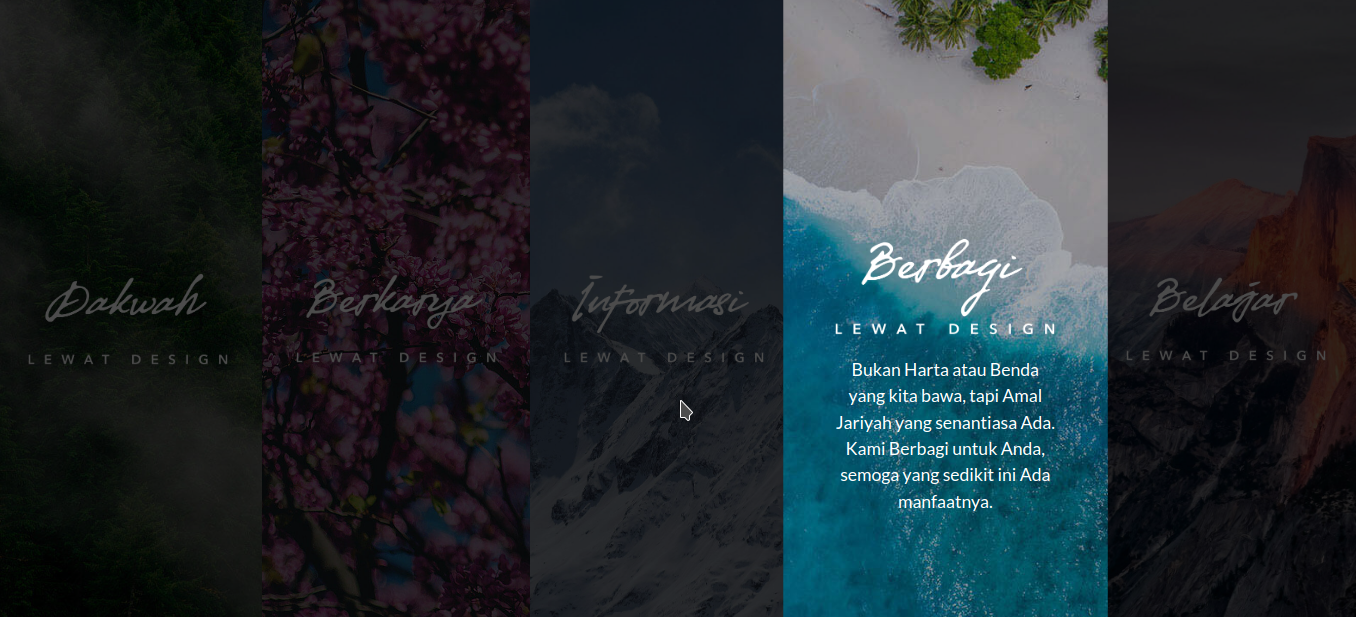 Dakwah
LEWAT DESIGN
Berkarya
LEWAT DESIGN
Informasi
LEWAT DESIGN
Berbagi
LEWAT DESIGN
Bukan Harta atau Benda
yang kita bawa, tapi Amal
Jariyah yang senantiasa Ada.
Kami Berbagi untuk Anda,
semoga yang sedikit ini Ada
manfaatnya.
Belajar
LEWAT DESIGN